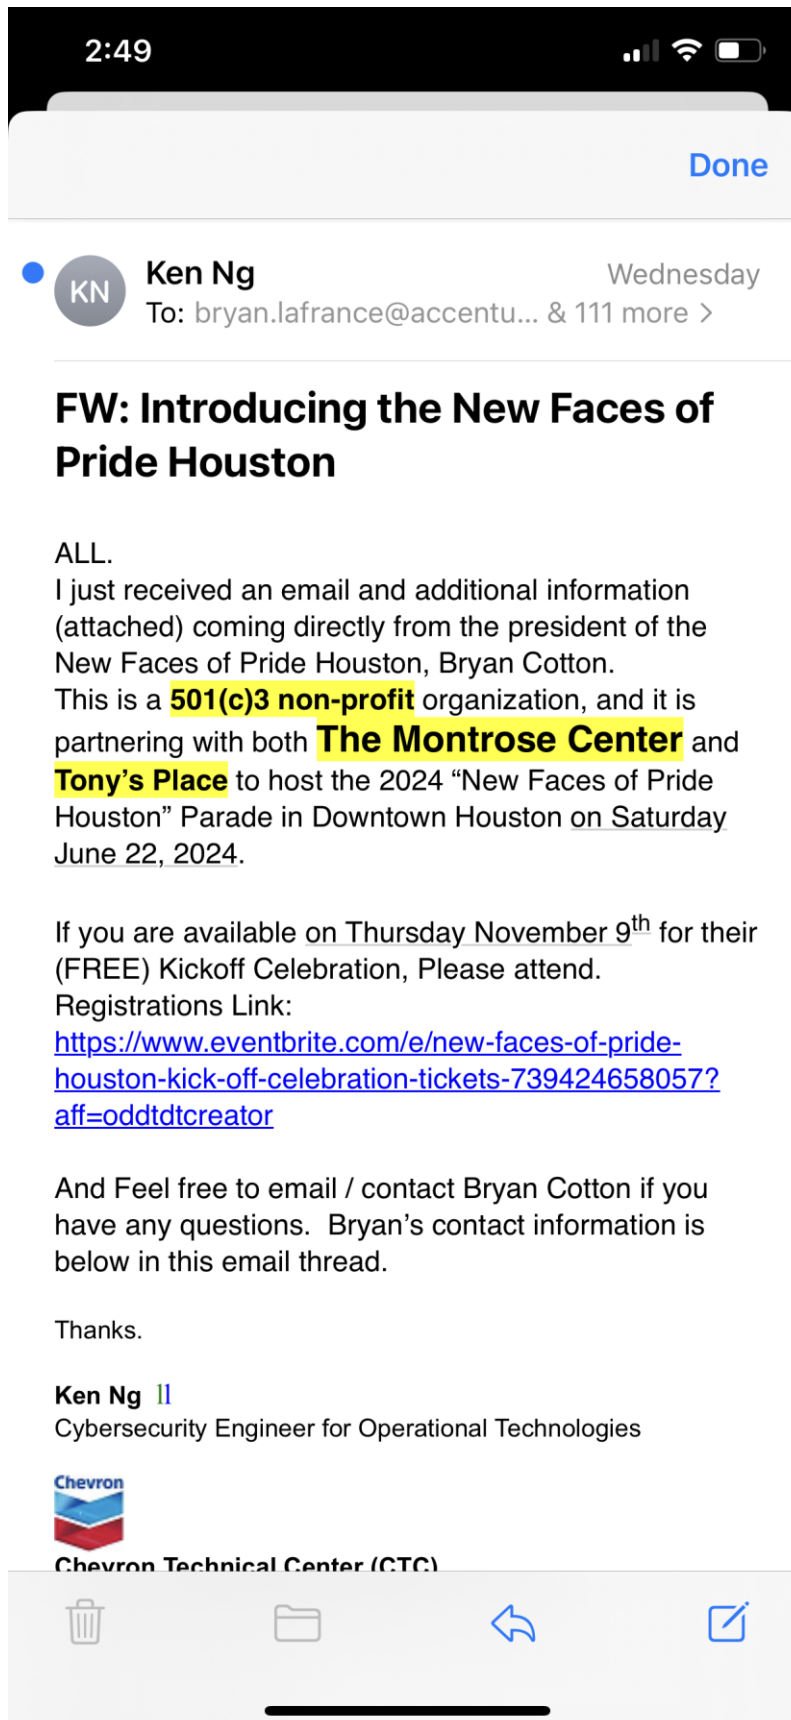 2:49
Done
KN
Ken Ng
Wednesday
To: bryan.lafrance@accentu... & 111 more >
FW: Introducing the New Faces of
Pride Houston
ALL.
I just received an email and additional information
(attached) coming directly from the president of the
New Faces of Pride Houston, Bryan Cotton.
This is a 501(c)3 non-profit organization, and it is
partnering with both The Montrose Center and
Tony’s Place to host the 2024 “New Faces of Pride
Houston” Parade in Downtown Houston on Saturday
June 22, 2024.
If you are available on Thursday November 9th for their
(FREE) Kickoff Celebration, Please attend.
Registrations Link:
https://www.eventbrite.com/e/new-faces-of-pride-
houston-kick-off-celebration-tickets-739424658057?
aff=oddtdtcreator
And Feel free to email / contact Bryan Cotton if you
have any questions.  Bryan’s contact information is
below in this email thread.
Thanks.
Ken Ng ll
Cybersecurity Engineer for Operational Technologies
Chevron
Chevron Technical Center (CTC)